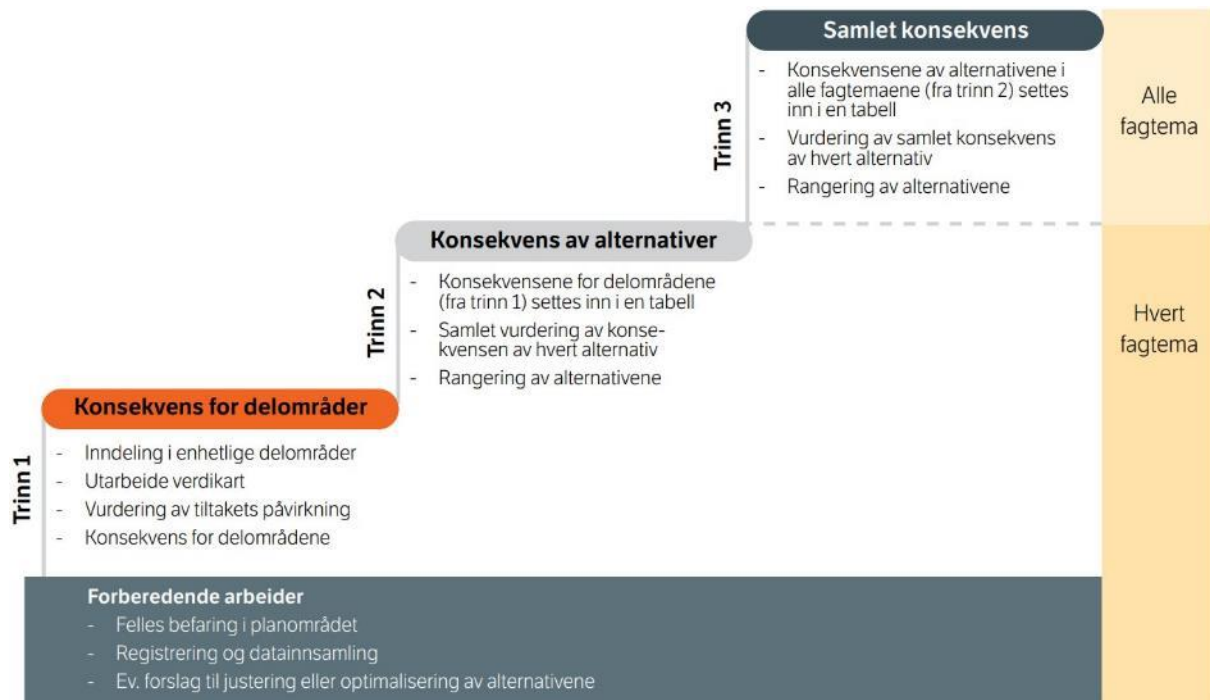 Samlet konsekvens
- Konsekvensene av alternativene i
alle fagtemaene (fra trinn 2) settes
inn i en tabell
- Vurdering av samlet konsekvens
av hvert alternativ
- Rangering av alternativene
Trinn 3
Alle
fagtema
Konsekvens av alternativer
- Konsekvensene for delområdene
(fra trinn 1) settes inn i en tabell
- Samlet vurdering av konse-
kvensen av hvert alternativ
- Rangering av alternativene
Trinn 2
Hvert
fagtema
Konsekvens for delområder
- Inndeling i enhetlige delområder
- Utarbeide verdikart
- Vurdering av tiltakets påvirkning
- Konsekvens for delområdene
Trinn 1
Forberedende arbeider
- Felles befaring i planområdet
- Registrering og datainnsamling
- Ev. forslag til justering eller optimalisering av alternativene